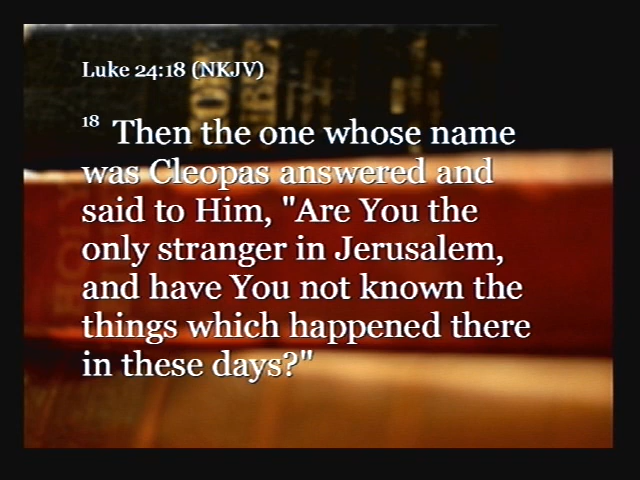 Luke 24:18 (NKJV)
18 Then the one whose name
was Cleopas answered and
said to Him, "Are You the
only stranger in Jerusalem,
and have You not known the
things which happened there
in these days?"